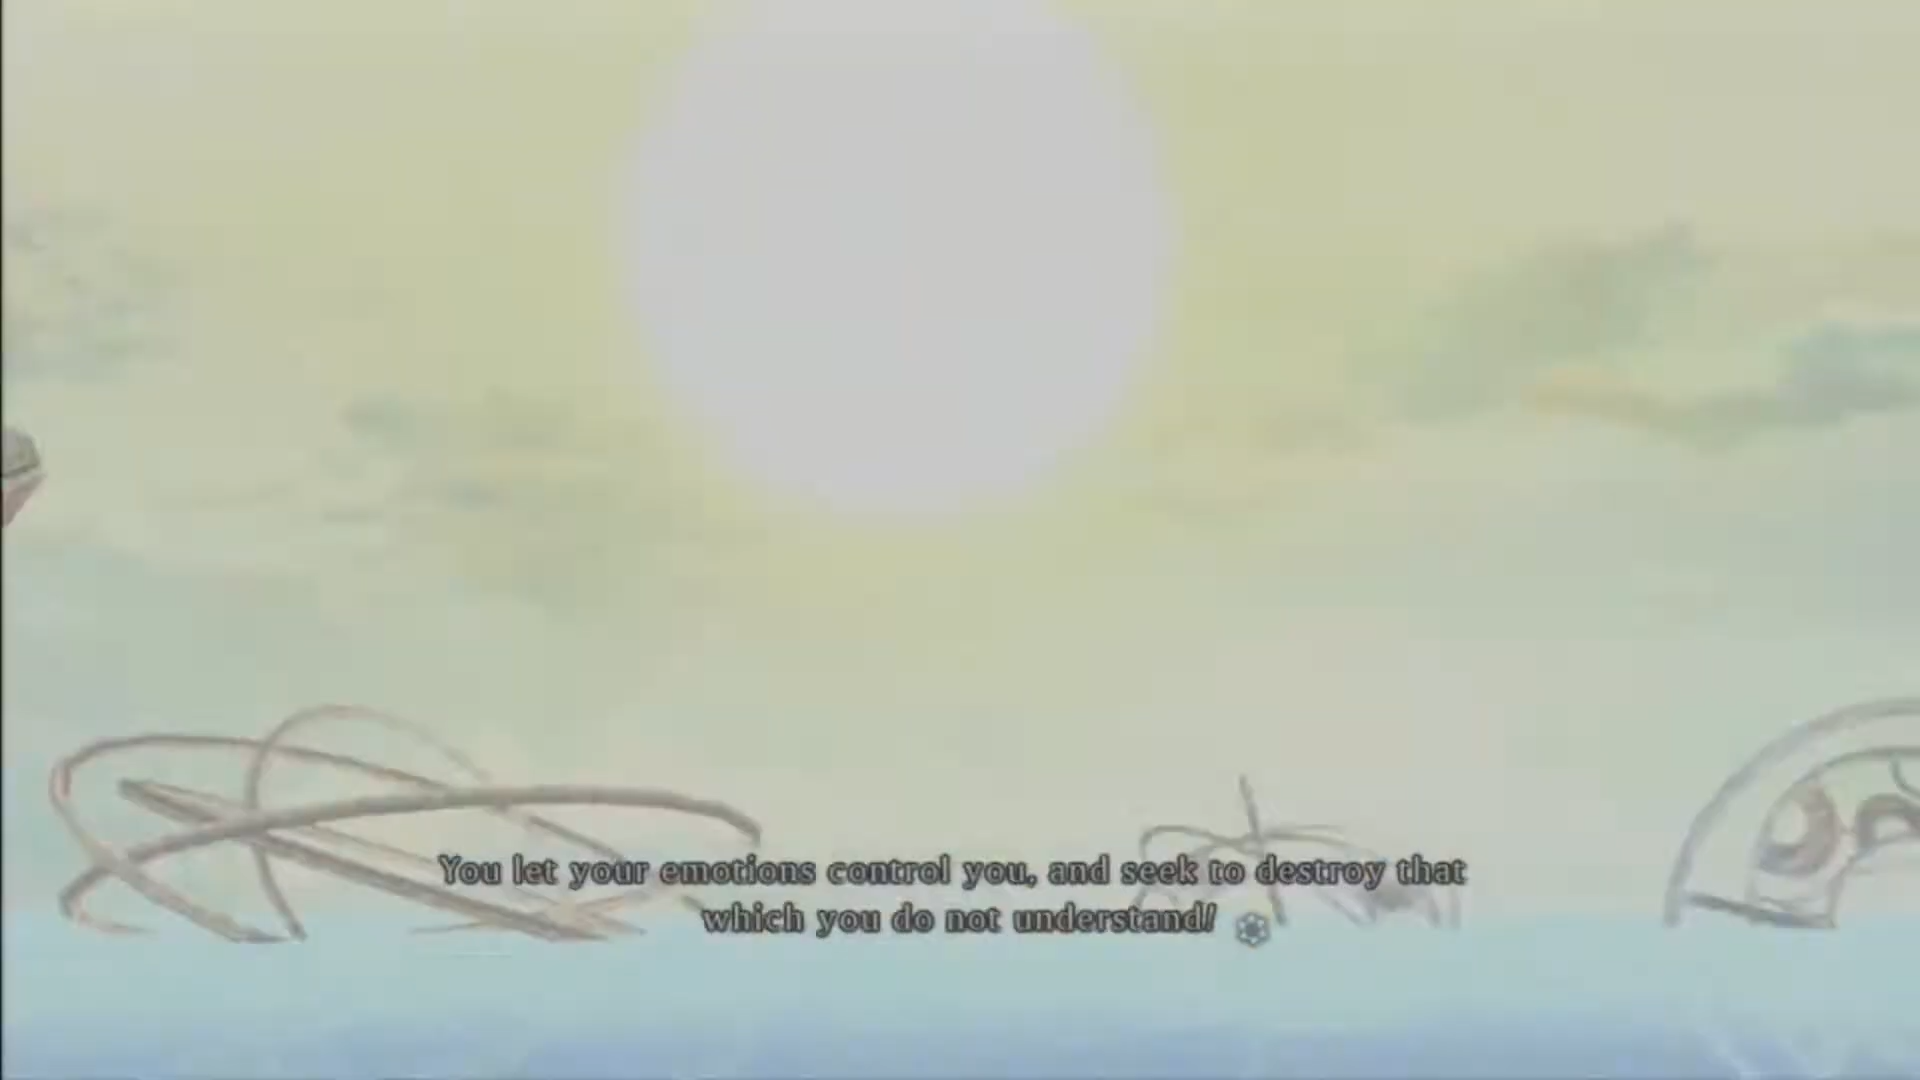 You let your emotions control you, and seek to destroy that
which you do not understand!